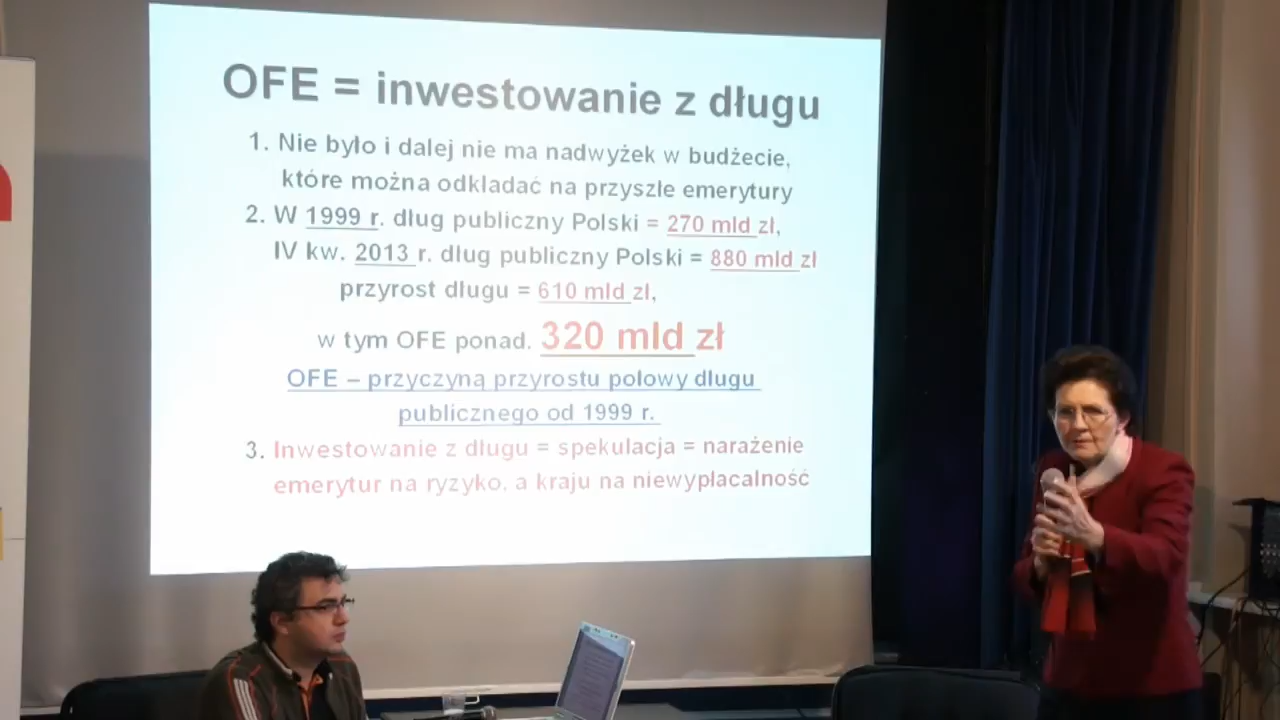 OFE = inwestowanie z długu
1. Nie było i dalej nie ma nadwyżek w budżecie,
które można odkładać na przyszłe emerytury
2. W 1999 r. dług publiczny Polski = 270 mld zł,
IV kw. 2013 r. dług publiczny Polski = 880 mld zł
przyrost długu = 610 mld zł,
w tym OFE ponad. 320 mld zł
OFE – przyczyną przyrostu połowy długu
publicznego od 1999 r.
3. Inwestowanie z długu = spekulacja = narażenie
emerytur na ryzyko, a kraju na niewypłacalność